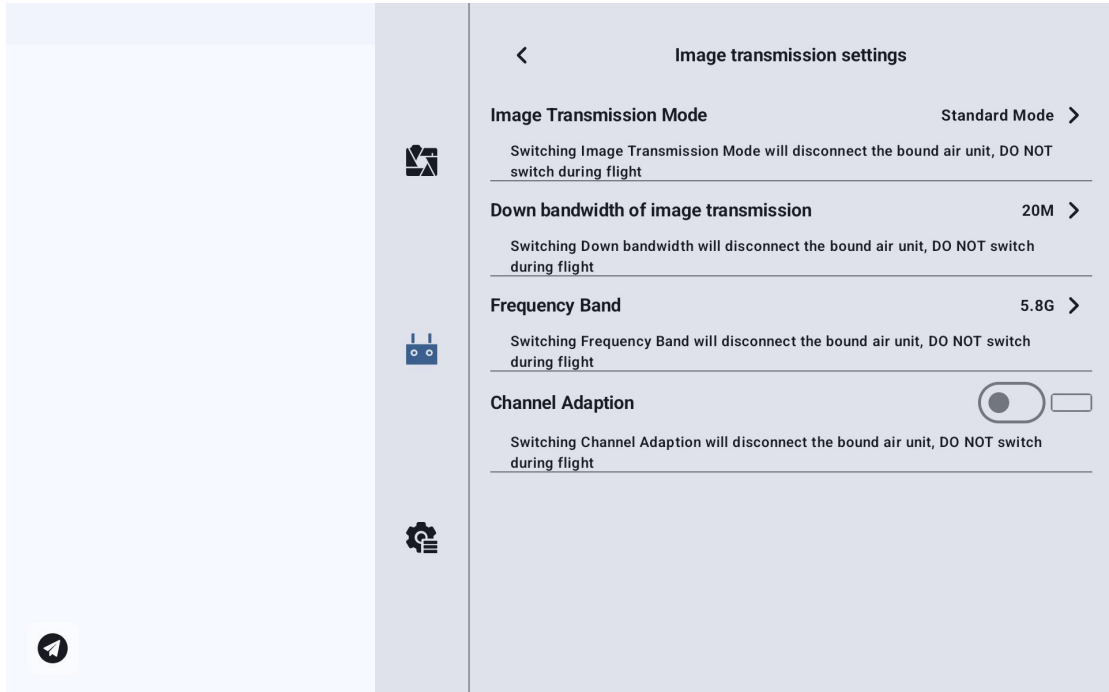 Image transmission settings
Image Transmission Mode Standard Mode
Switching Image Transmission Mode will disconnect the bound air unit, DO NOT
switch during flight
Down bandwidth of image transmission 20M
Switching Down bandwidth will disconnect the bound air unit, DO NOT switch
during flight
Frequency Band 5.8G
Switching Frequency Band will disconnect the bound air unit, DO NOT switch
during flight
Channel Adaption
Switching Channel Adaption will disconnect the bound air unit, DO NOT switch
during flight